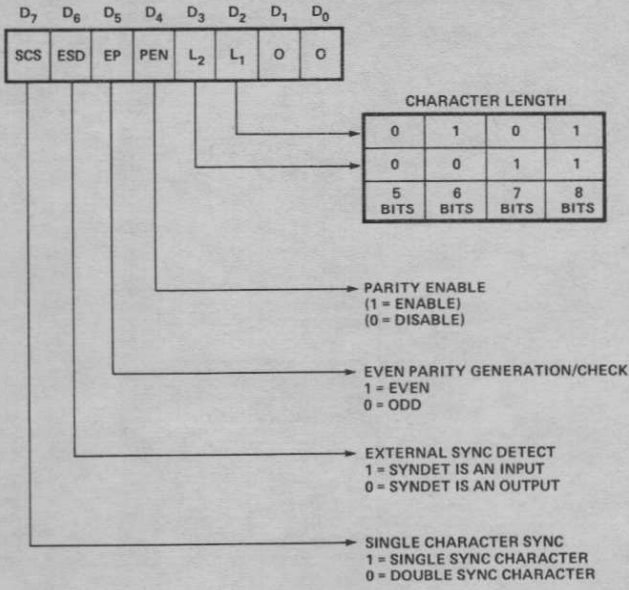 D7 D6 D5 D4 D3 D2 D1 D0
SCS ESD EP PEN L2 L1 O O
CHARACTER LENGTH
0 1 0 1
0 0 1 1
5 BITS 6 BITS 7 BITS 8 BITS
PARITY ENABLE
(1 = ENABLE)
(0 = DISABLE)
EVEN PARITY GENERATION/CHECK
1 = EVEN
0 = ODD
EXTERNAL SYNC DETECT
1 = SYNDET IS AN INPUT
0 = SYNDET IS AN OUTPUT
SINGLE CHARACTER SYNC
1 = SINGLE SYNC CHARACTER
0 = DOUBLE SYNC CHARACTER